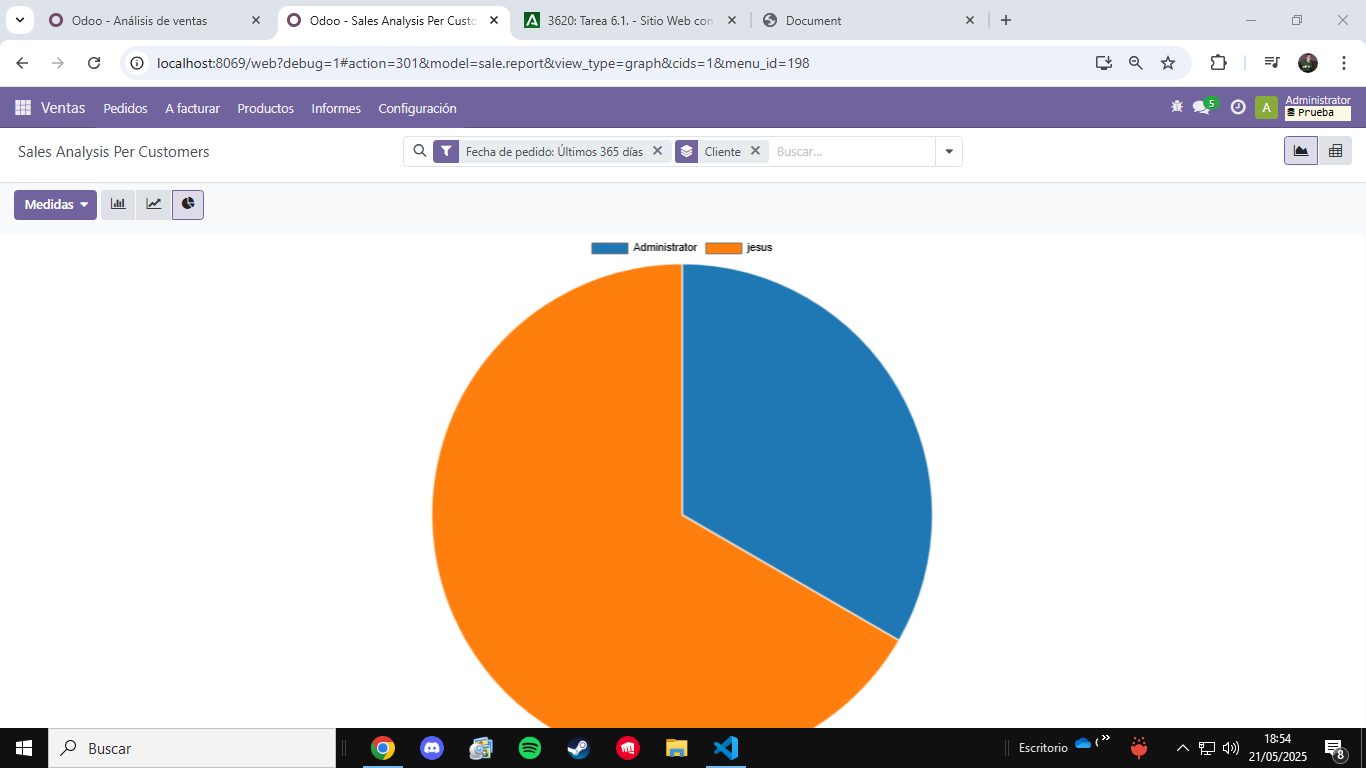 Odoo - Análisis de ventas
Odoo - Sales Analysis Per Custo
3620: Tarea 6.1. - Sitio Web con
Document
localhost:8069/web?debug=1#action=301&model=sale.report&view_type=graph&cids=1&menu_id=198
Ventas Pedidos A facturar Productos Informes Configuración
5
A
Administrator
Prueba
Sales Analysis Per Customers
Fecha de pedido: Últimos 365 días
Cliente
Buscar...
Medidas
Administrator jesus
Buscar
Escritorio
18:54
21/05/2025
8